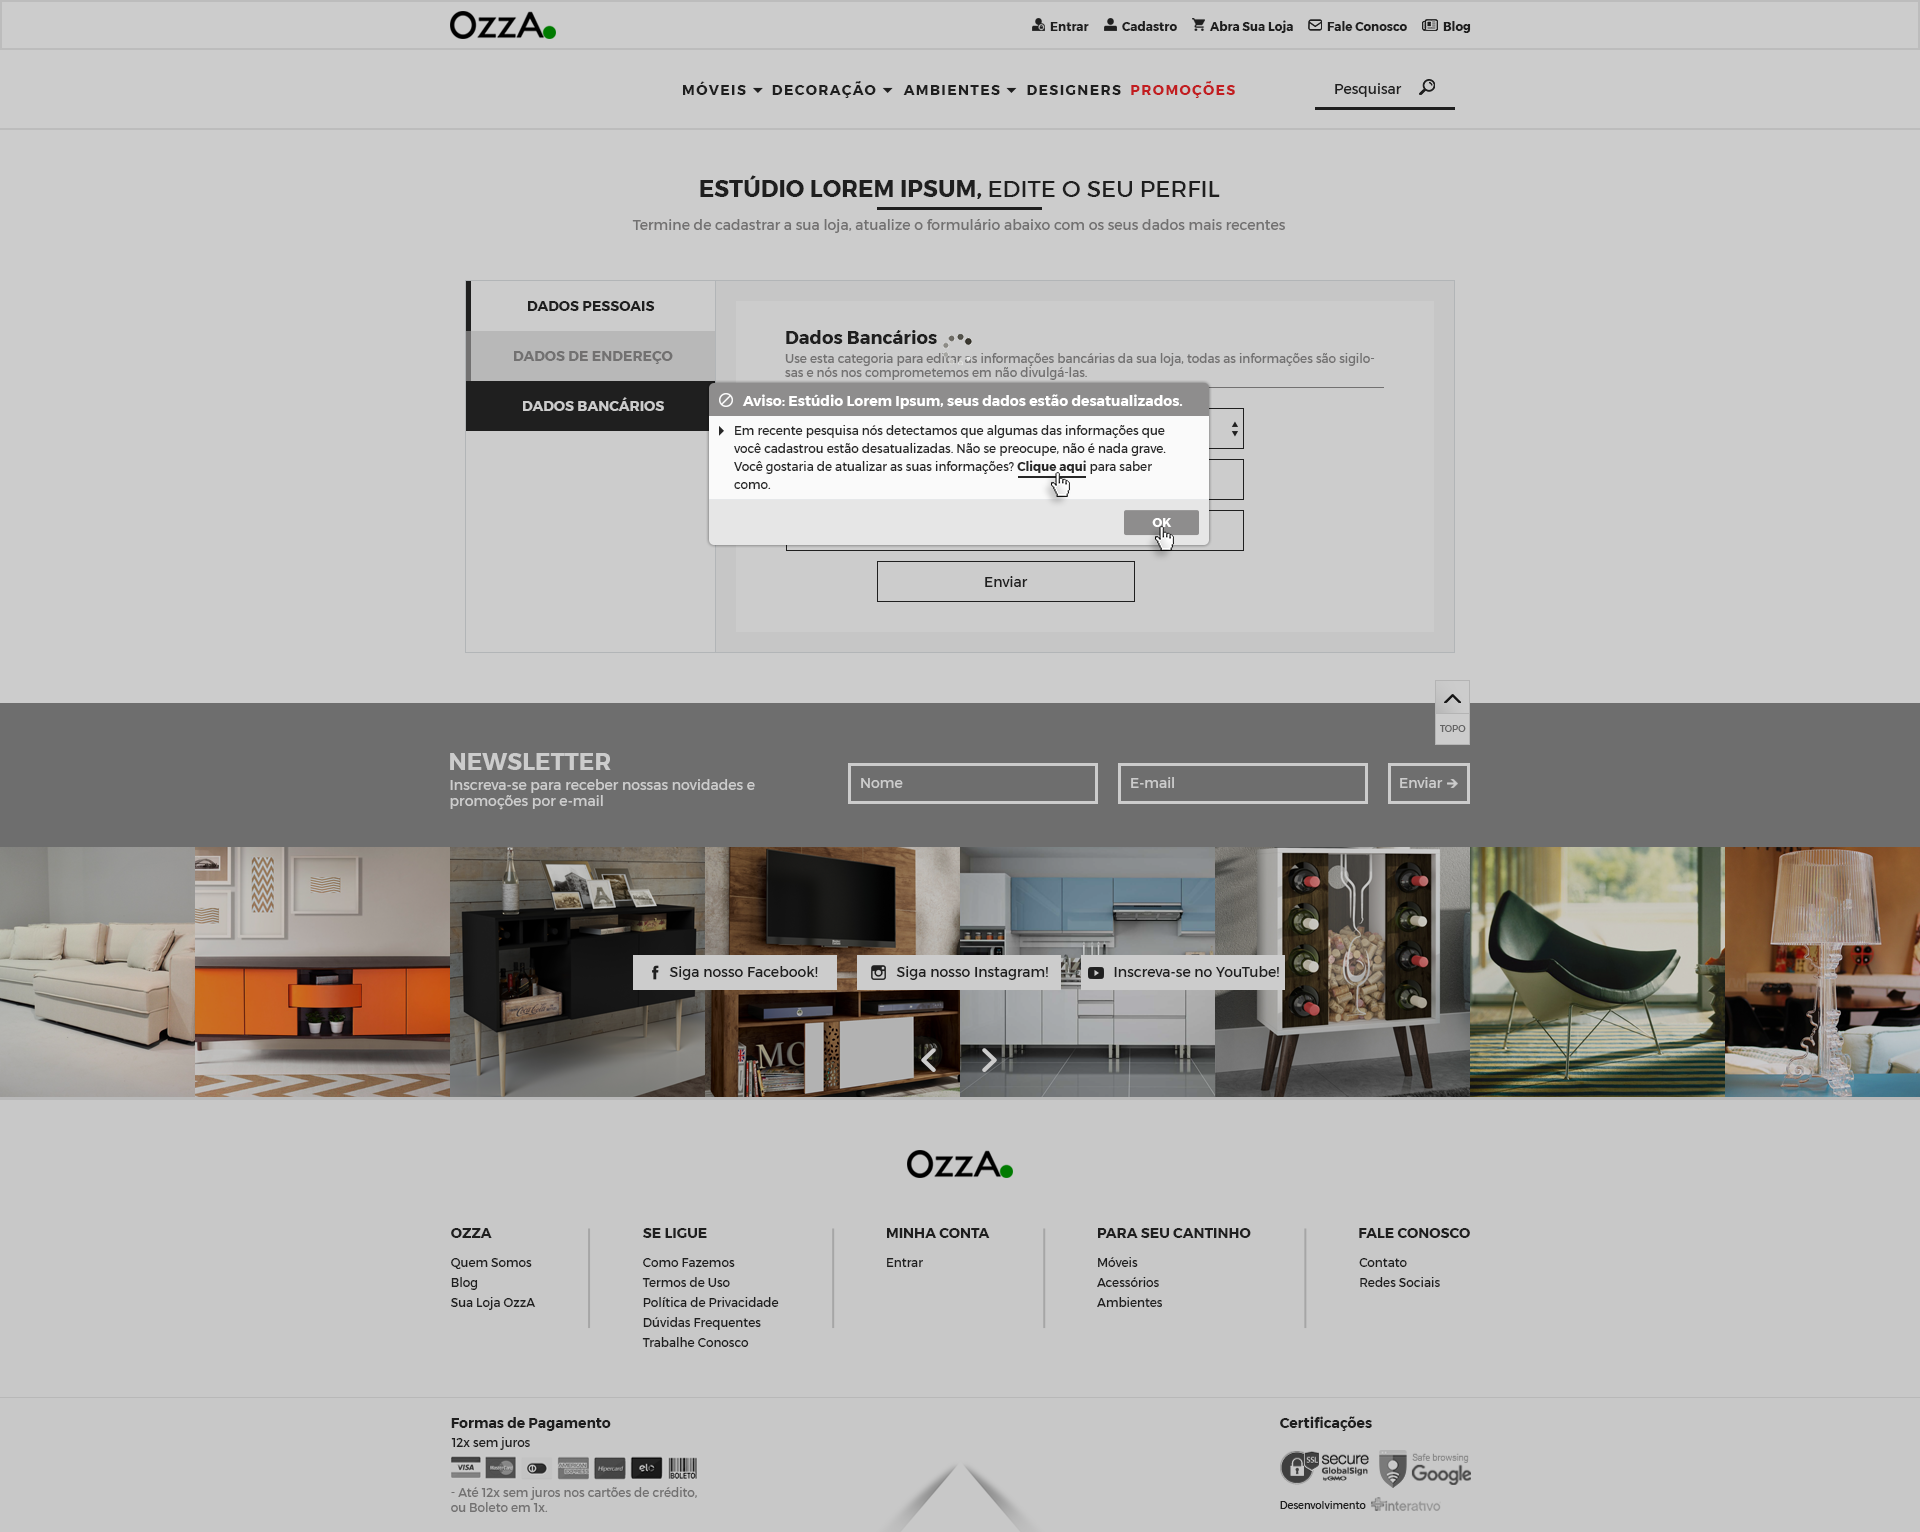 OzzA.
Entrar
Cadastro
Abra Sua Loja
Fale Conosco
Blog
MÓVEIS
DECORAÇÃO
AMBIENTES
DESIGNERS
PROMOÇÕES
Pesquisar
ESTÚDIO LOREM IPSUM, EDITE O SEU PERFIL
Termine de cadastrar a sua loja, atualize o formulário abaixo com os seus dados mais recentes
DADOS PESSOAIS
DADOS DE ENDEREÇO
DADOS BANCÁRIOS
Dados Bancários
Use esta categoria para editar as informações bancárias da sua loja, todas as informações são sigilo-
sas e nós nos comprometemos em não divulgá-las.
Aviso: Estúdio Lorem Ipsum, seus dados estão desatualizados.
Em recente pesquisa nós detectamos que algumas das informações que
você cadastrou estão desatualizadas. Não se preocupe, não é nada grave.
Você gostaria de atualizar as suas informações? Clique aqui para saber
como.
OK
Enviar
TOPO
NEWSLETTER
Inscreva-se para receber nossas novidades e
promoções por e-mail
Nome
E-mail
Enviar
Siga nosso Facebook!
Siga nosso Instagram!
Inscreva-se no YouTube!
OzzA.
OZZA
Quem Somos
Blog
Sua Loja OzzA
SE LIGUE
Como Fazemos
Termos de Uso
Política de Privacidade
Dúvidas Frequentes
Trabalhe Conosco
MINHA CONTA
Entrar
PARA SEU CANTINHO
Móveis
Acessórios
Ambientes
FALE CONOSCO
Contato
Redes Sociais
Formas de Pagamento
12x sem juros
VISA
MasterCard
Hipercard
elo
BOLETO
- Até 12x sem juros nos cartões de crédito,
ou Boleto em 1x.
Certificações
SSL
secure
GlobalSign
by GMO
Safe browsing
Google
Desenvolvimento
interativo